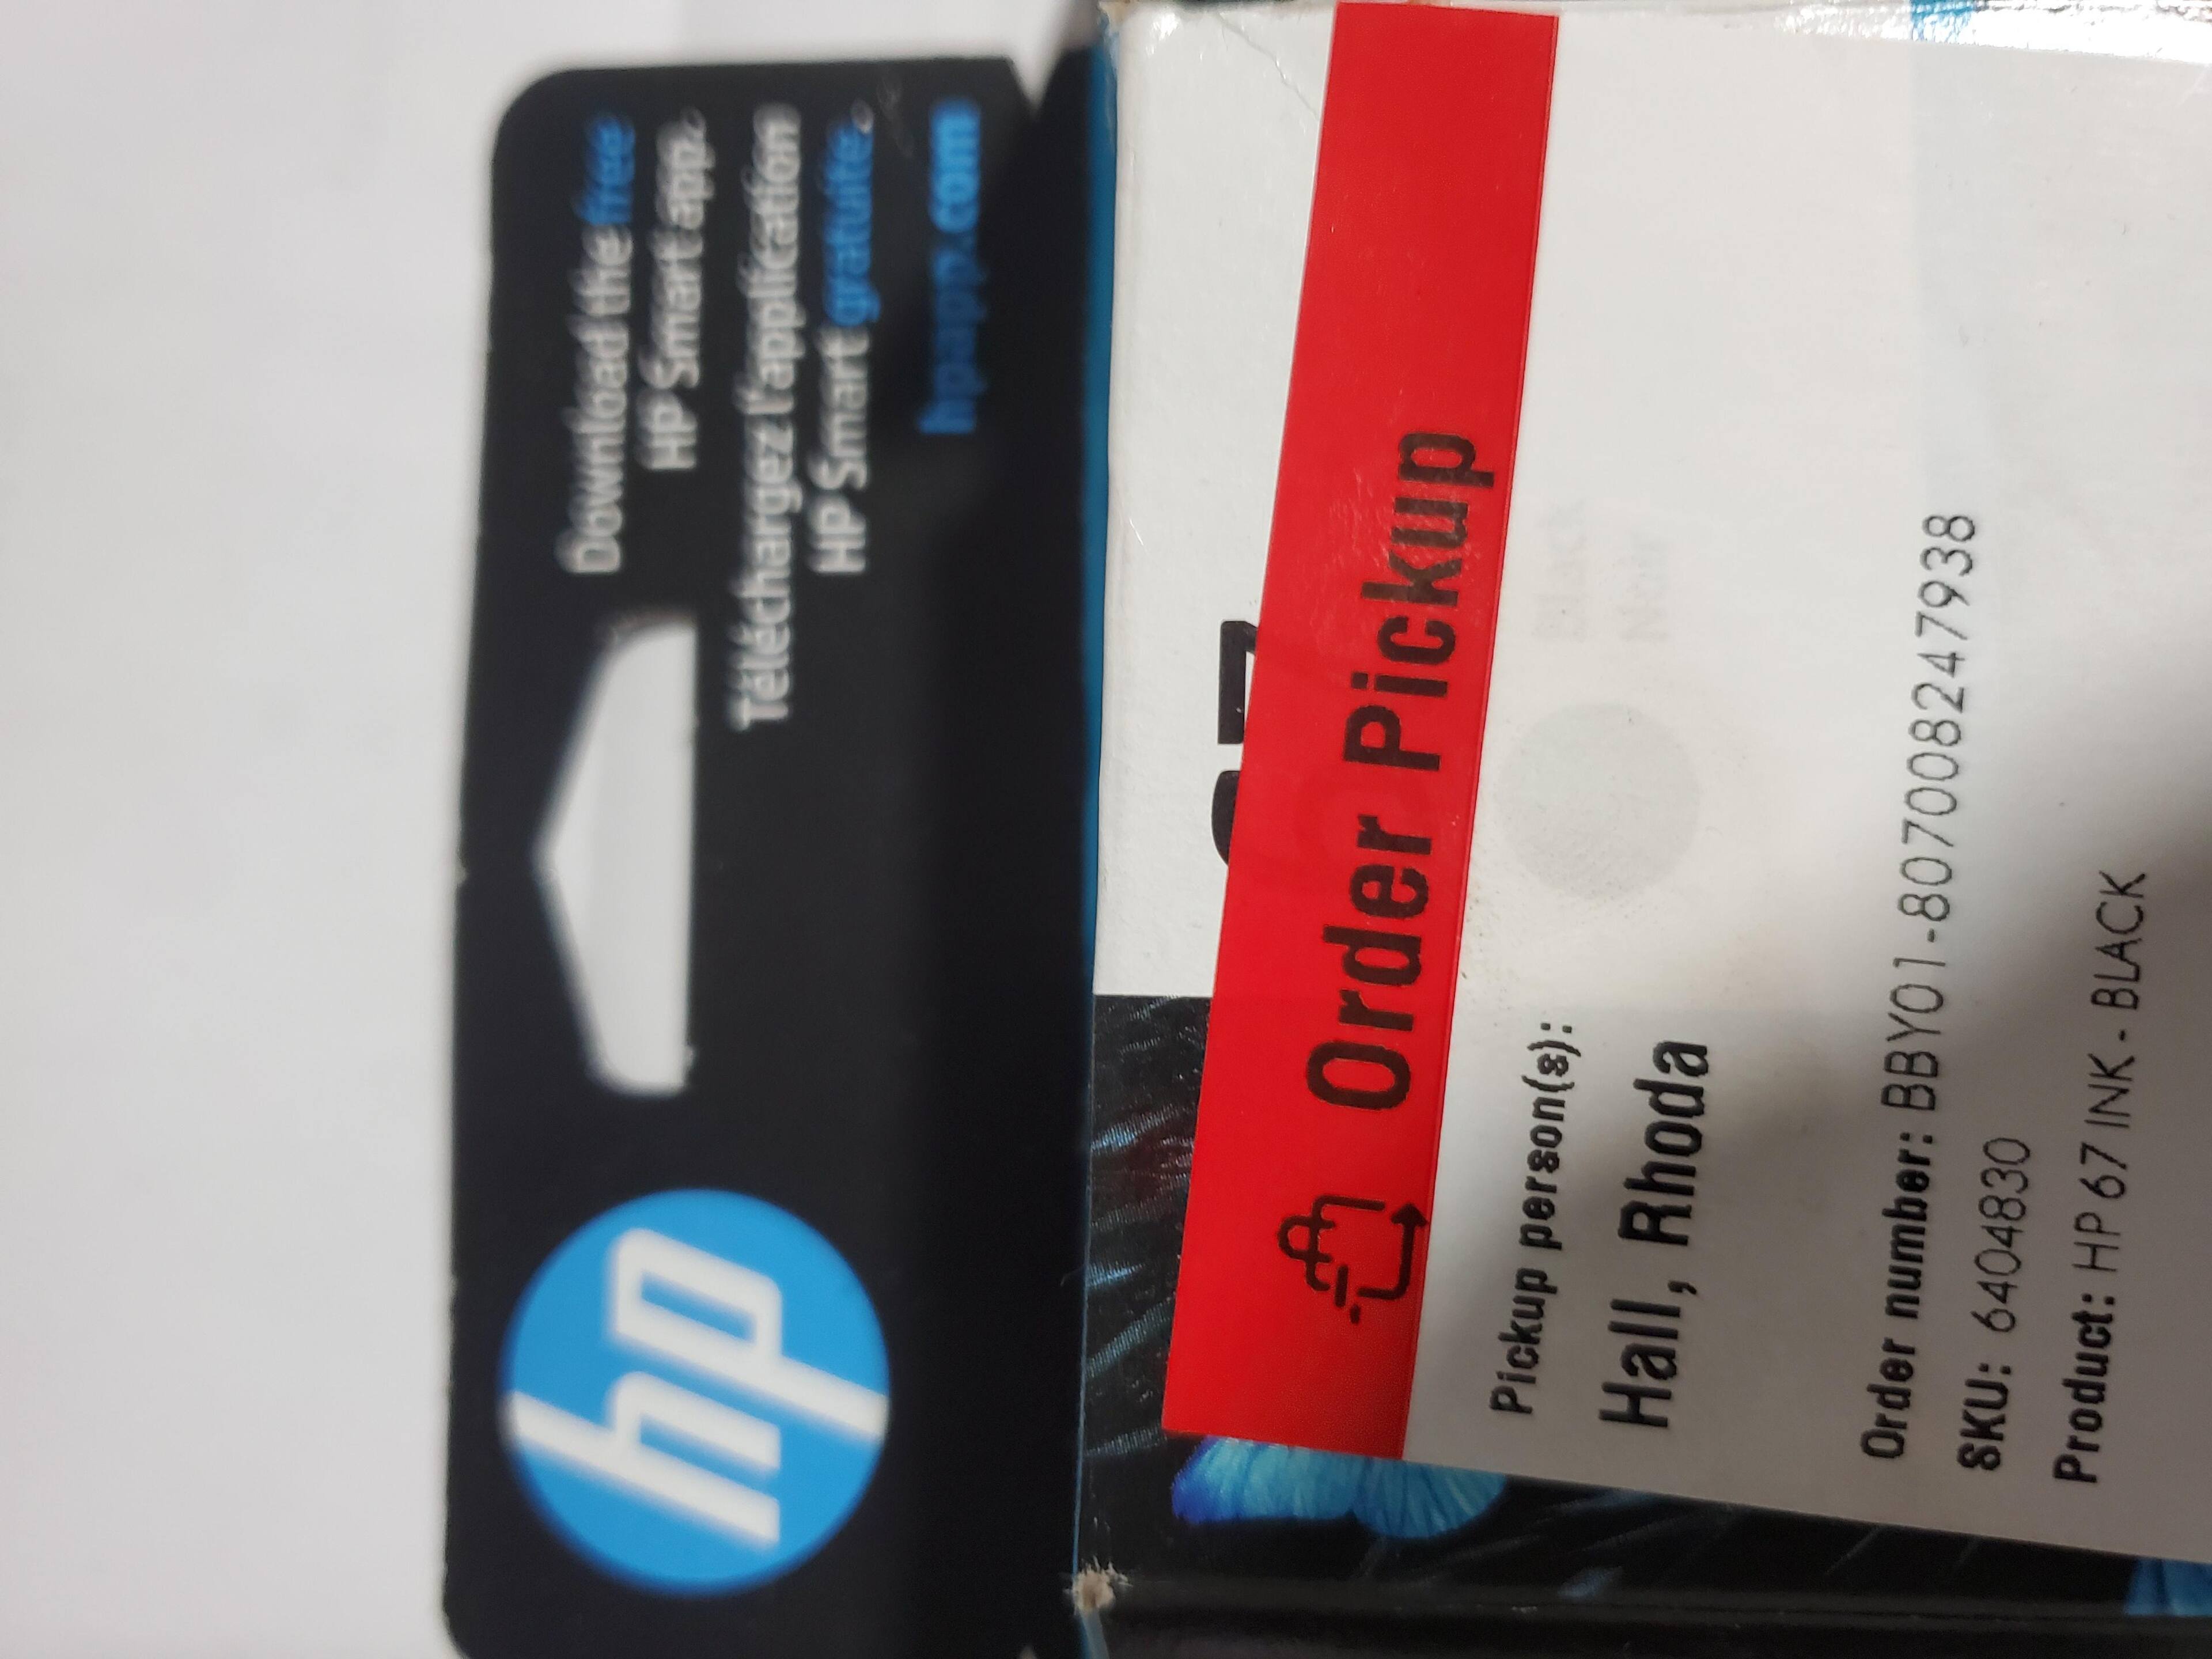 Download the free
HP Smart app.
Téléchargez l'application
HP Smart gratuite.
hpapp.com
hp
Order Pickup
Pickup person(s):
Hall, Rhoda
Order number: BBY01-807008247938
SKU: 6404830
Product: HP 67 INK - BLACK